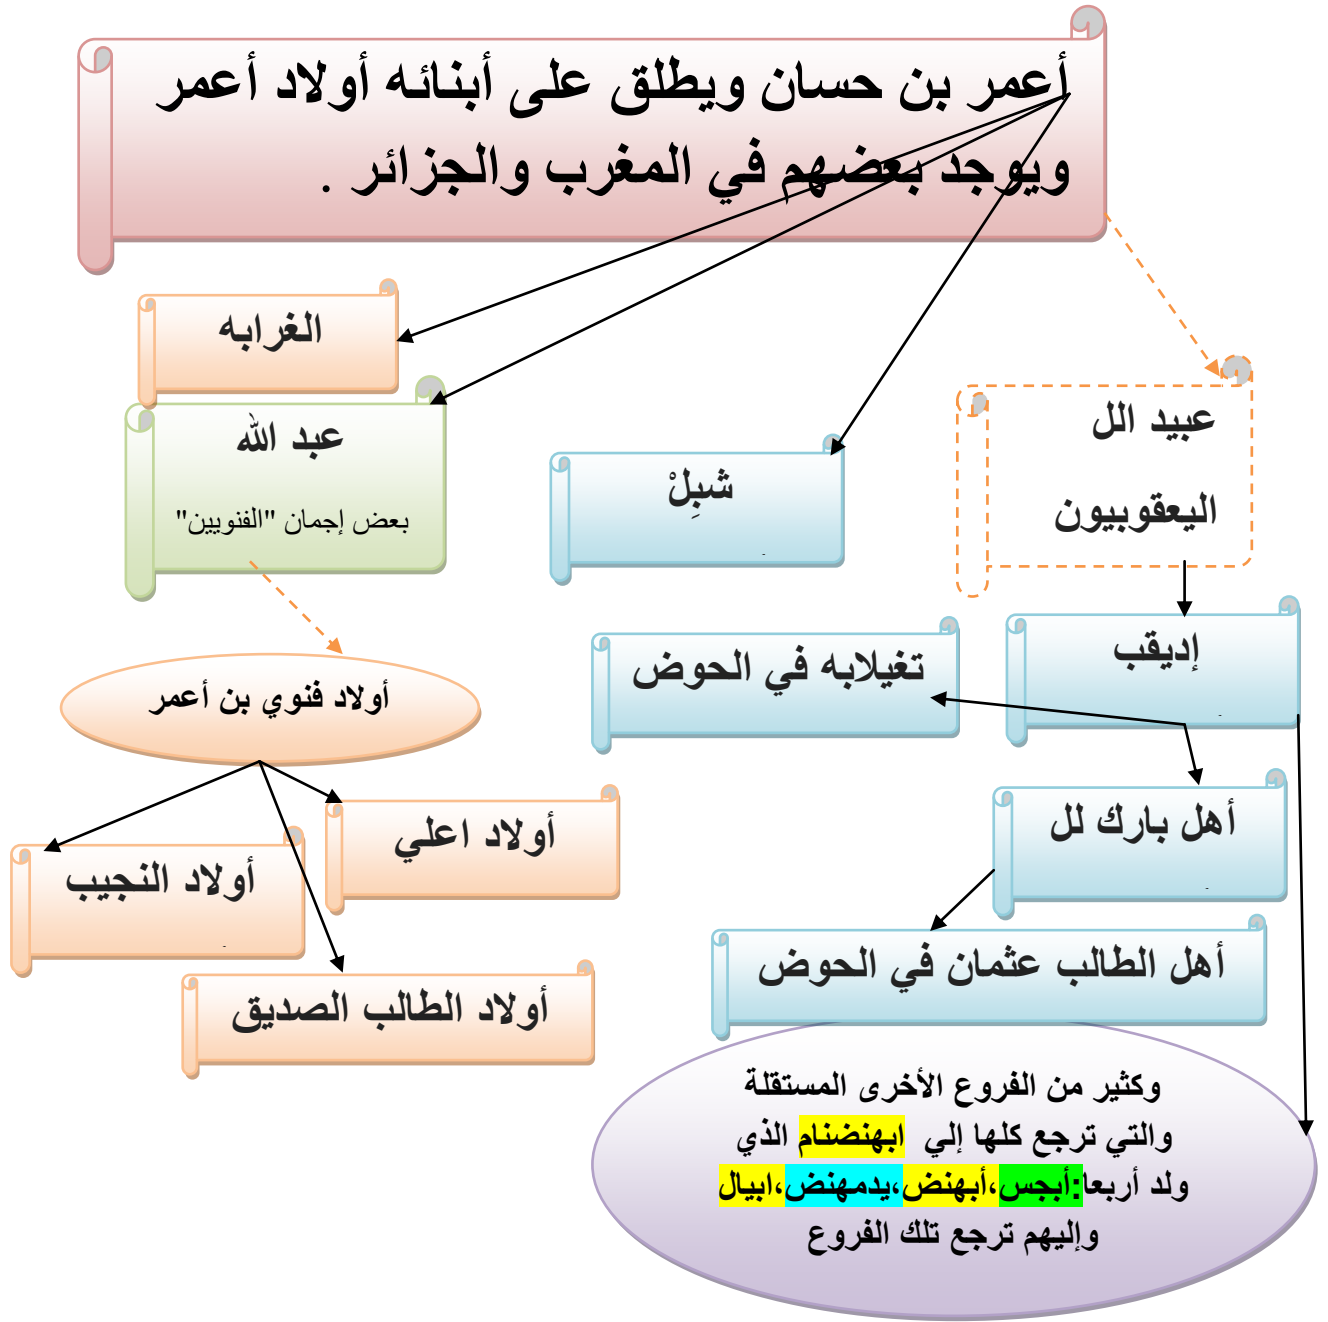 أعمر بن حسان ويطلق على أبنائه أولاد أعمر
ويوجد بعضهم في المغرب والجزائر .
الغرابه
عبد الله
بعض إجمان "الفنويين"
شبِلْ
عبيد الل
اليعقوبيون
إديقب
تغيلابه في الحوض
أولاد فنوي بن أعمر
أهل بارك لل
أولاد اعلي
أولاد النجيب
أهل الطالب عثمان في الحوض
أولاد الطالب الصديق
وكثير من الفروع الأخرى المستقلة
والتي ترجع كلها إلي ابهنضنام الذي
ولد أربعا:أبجس،أبهنض،يدمهنض،ابيال
وإليهم ترجع تلك الفروع